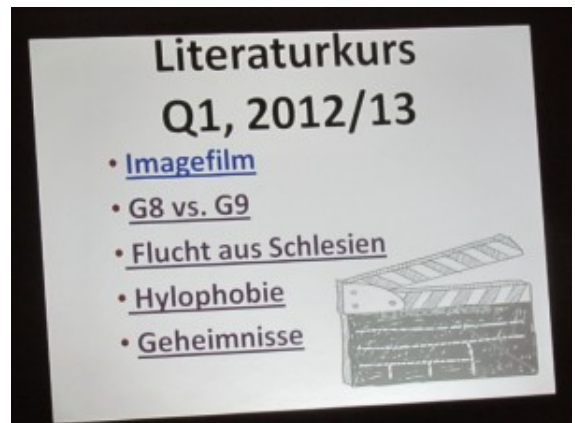 Literaturkurs
Q1, 2012/13
• Imagefilm
• G8 vs. G9
• Flucht aus Schlesien
• Hylophobie
• Geheimnisse